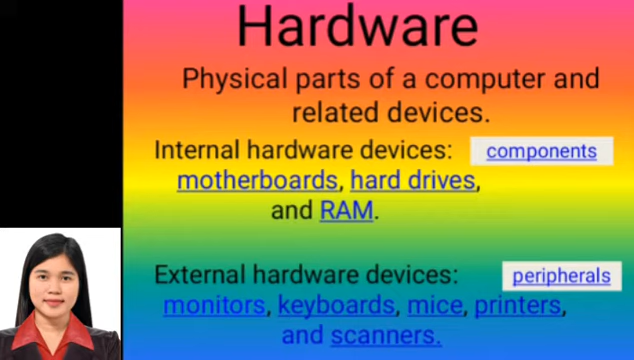 Hardware
Physical parts of a computer and
related devices.
Internal hardware devices: components
motherboards, hard drives,
and RAM.
External hardware devices: peripherals
monitors, keyboards, mice, printers,
and scanners.